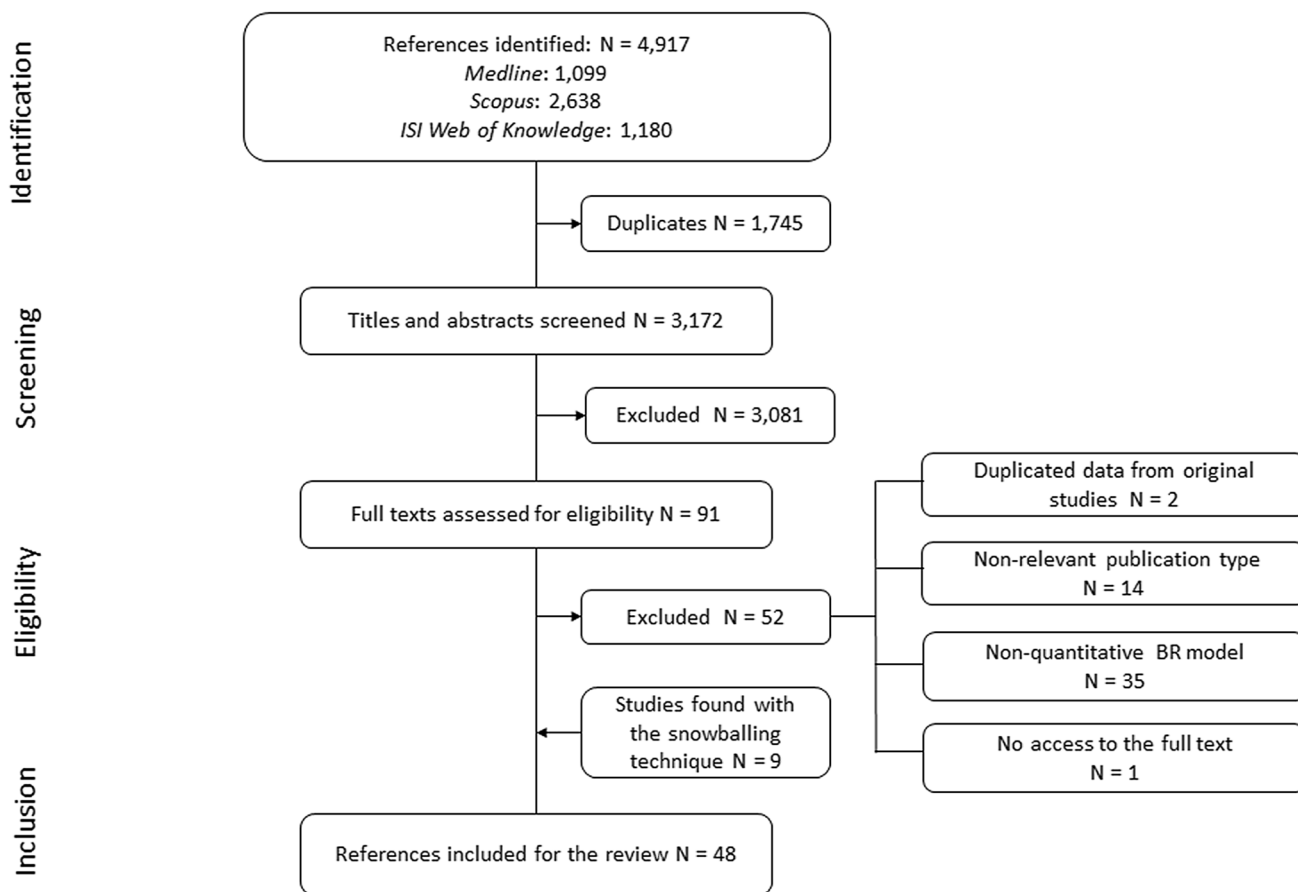 Identification
References identified: N = 4,917
Medline: 1,099
Scopus: 2,638
ISI Web of Knowledge: 1,180
Duplicates N = 1,745
Screening
Titles and abstracts screened N = 3,172
Excluded N = 3,081
Eligibility
Full texts assessed for eligibility N = 91
Excluded N = 52
Duplicated data from original
studies N = 2
Non-relevant publication type
N = 14
Non-quantitative BR model
N = 35
No access to the full text
N = 1
Studies found with
the snowballing
technique N = 9
Inclusion
References included for the review N = 48